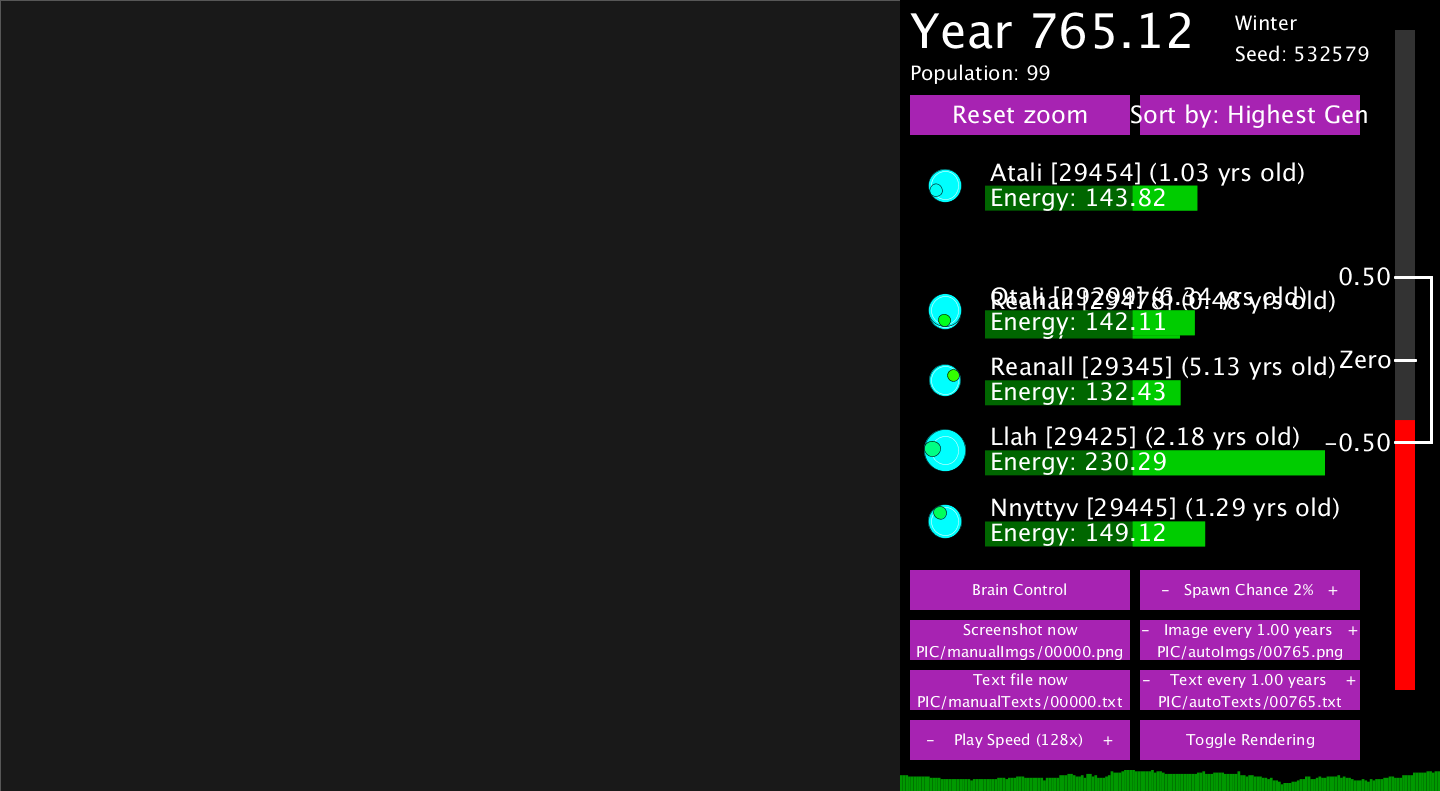 Year 765.12
Winter
Seed: 532579
Population: 99
Reset zoom
Sort by: Highest Gen
Atali [29454] (1.03 yrs old)
Energy: 143.82
Energy: 142.11
Reanall [29345] (5.13 yrs old)
Energy: 132.43
Llah [29425] (2.18 yrs old)
Energy: 230.29
Nnyttyv [29445] (1.29 yrs old)
Energy: 149.12
0.50
Zero
-0.50
Brain Control
- Spawn Chance 2% +
Screenshot now
PIC/manualImgs/00000.png
- Image every 1.00 years +
PIC/autoImgs/00765.png
Text file now
PIC/manualTexts/00000.txt
- Text every 1.00 years +
PIC/autoTexts/00765.txt
- Play Speed (128x) +
Toggle Rendering